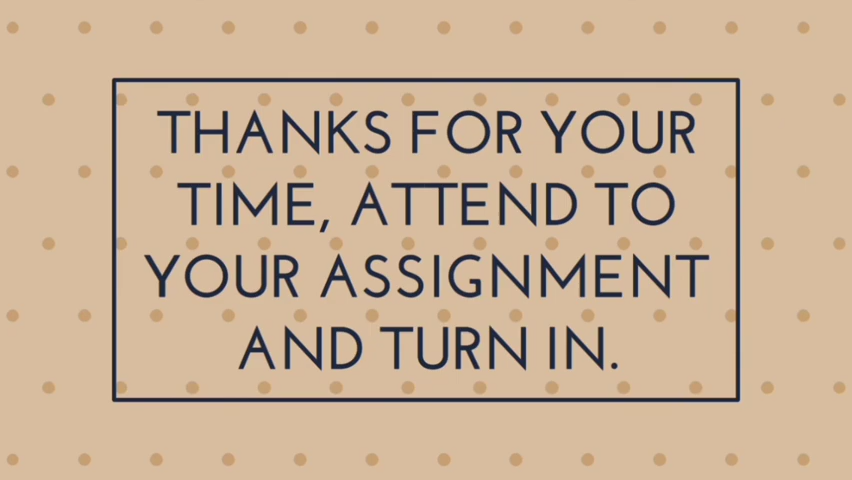 THANKS FOR YOUR
TIME, ATTEND TO
YOUR ASSIGNMENT
AND TURN IN.